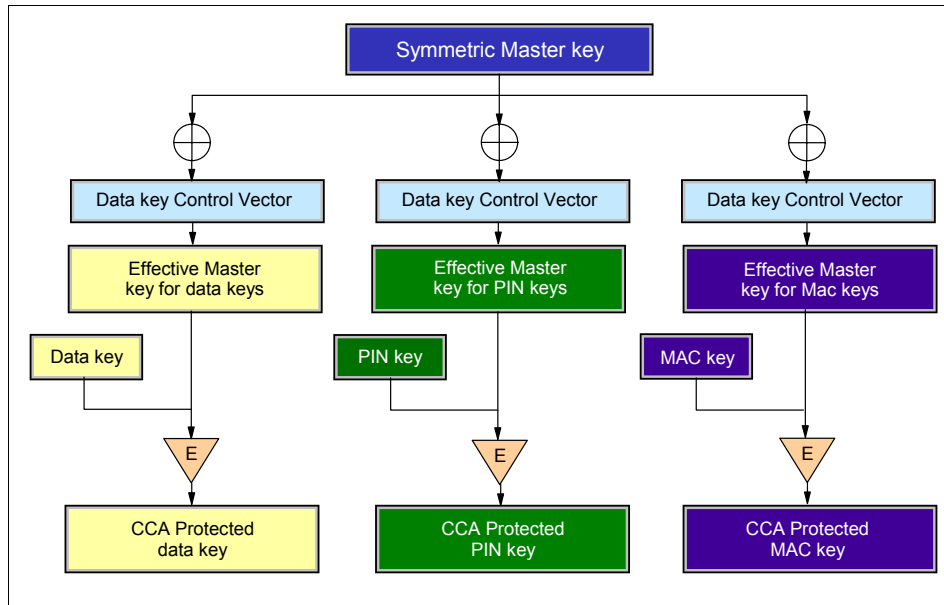 Symmetric Master key
Data key Control Vector
Data key Control Vector
Data key Control Vector
Effective Master
key for data keys
Effective Master
key for PIN keys
Effective Master
key for Mac keys
Data key
PIN key
MAC key
E
E
E
CCA Protected
data key
CCA Protected
PIN key
CCA Protected
MAC key